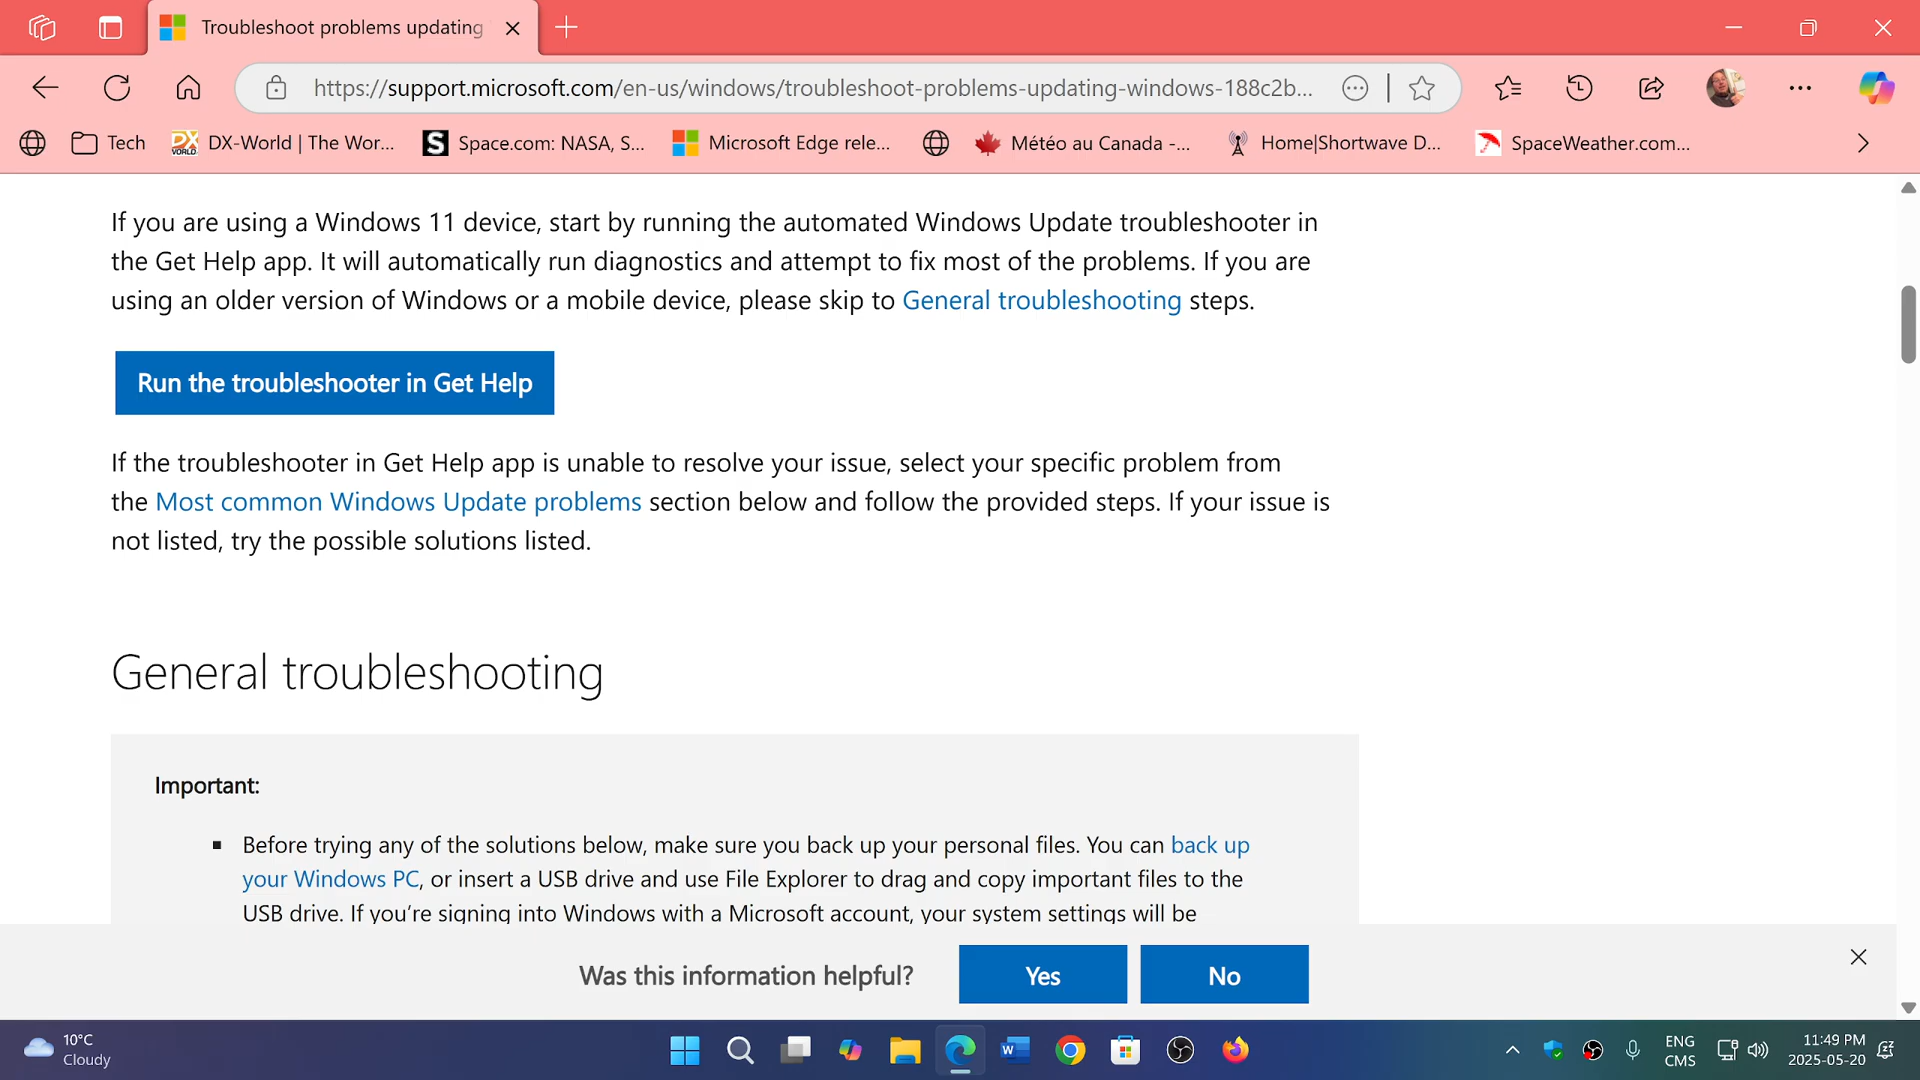 Troubleshoot problems updating
https://support.microsoft.com/en-us/windows/troubleshoot-problems-updating-windows-188c2b...
Tech
DX-World | The Wor...
Space.com: NASA, S...
Microsoft Edge rele...
Météo au Canada -...
Home|Shortwave D...
SpaceWeather.com...
If you are using a Windows 11 device, start by running the automated Windows Update troubleshooter in
the Get Help app. It will automatically run diagnostics and attempt to fix most of the problems. If you are
using an older version of Windows or a mobile device, please skip to General troubleshooting steps.
Run the troubleshooter in Get Help
If the troubleshooter in Get Help app is unable to resolve your issue, select your specific problem from
the Most common Windows Update problems section below and follow the provided steps. If your issue is
not listed, try the possible solutions listed.
General troubleshooting
Important:
Before trying any of the solutions below, make sure you back up your personal files. You can back up
your Windows PC, or insert a USB drive and use File Explorer to drag and copy important files to the
USB drive. If you’re signing into Windows with a Microsoft account, your system settings will be
Was this information helpful?
Yes
No
10°C
Cloudy
ENG
CMS
11:49 PM
2025-05-20